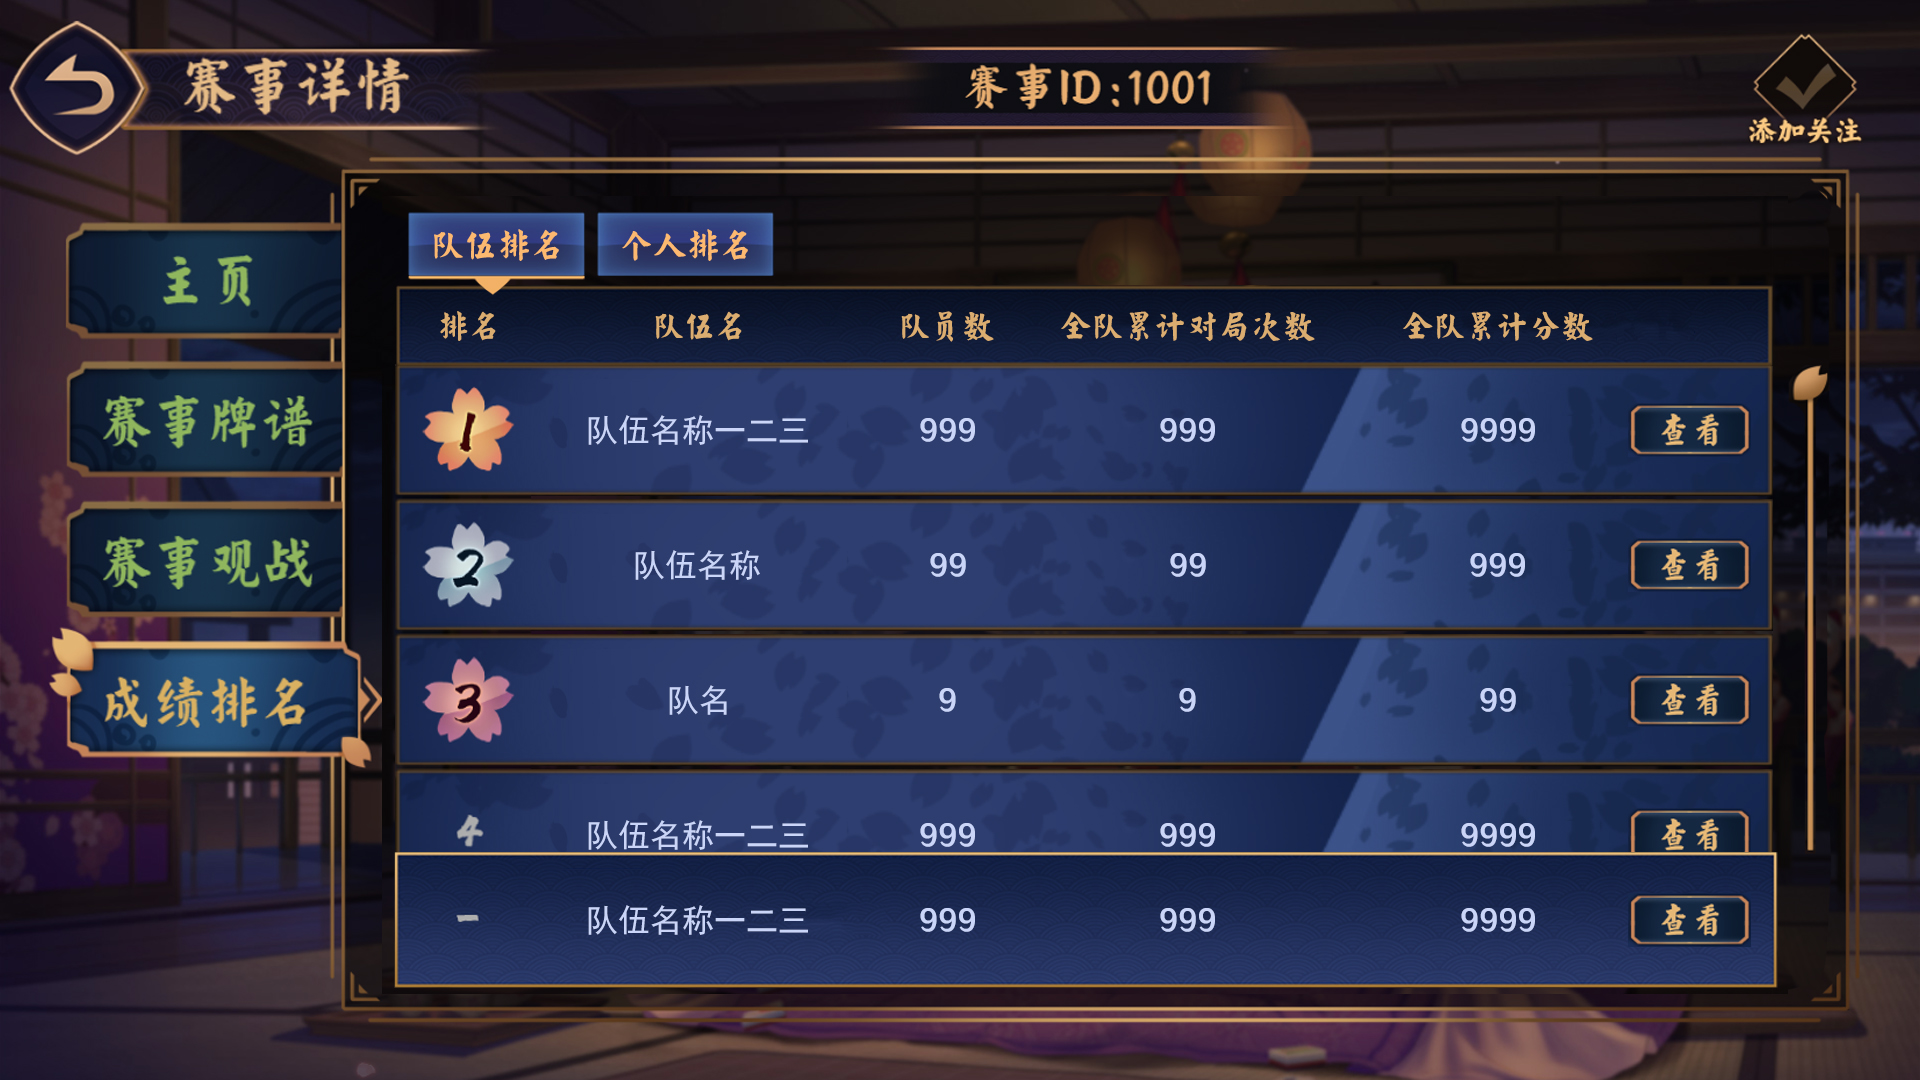 赛事详情
赛事ID:1001
添加关注
主页
赛事牌谱
赛事观战
成绩排名
队伍排名 个人排名
排名 队伍名 队员数 全队累计对局次数 全队累计分数
1 队伍名称一二三 999 999 9999 查看
2 队伍名称 99 99 999 查看
3 队名 9 9 99 查看
4 队伍名称一二三 999 999 9999 查看
- 队伍名称一二三 999 999 9999 查看